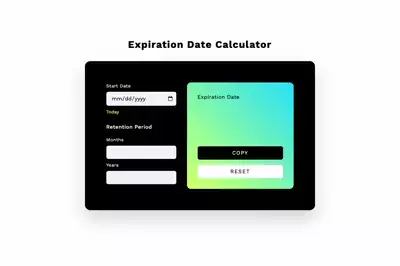 Expiration Date Calculator
Start Date
mm/dd/yyyy
Today
Retention Period
Months
Years
Expiration Date
COPY
RESET